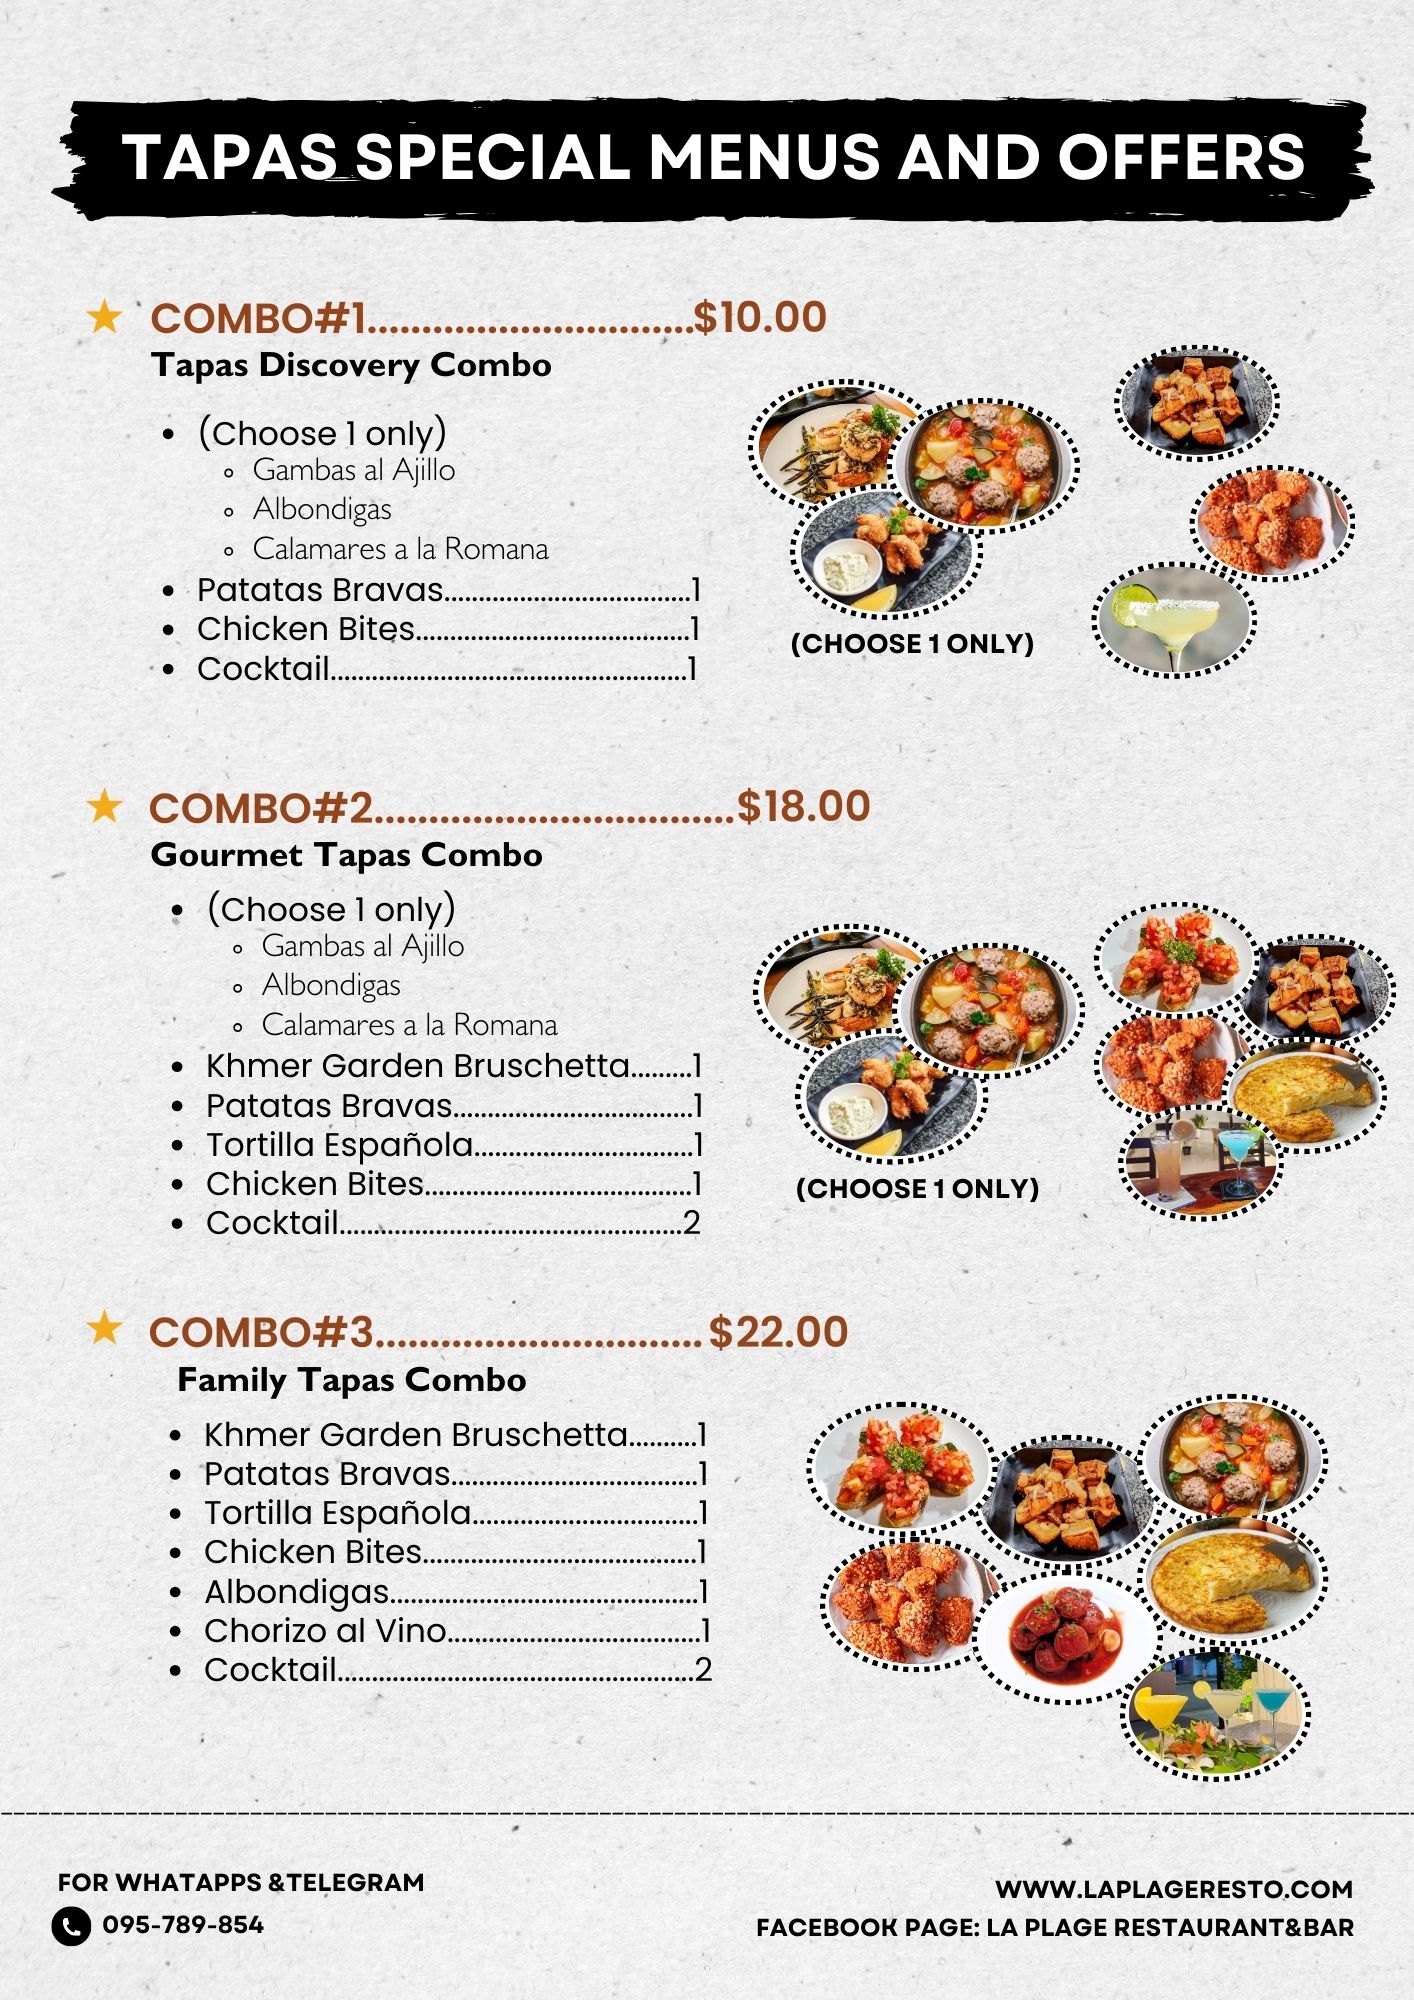 TAPAS SPECIAL MENUS AND OFFERS
COMBO#1.................................$10.00
Tapas Discovery Combo
(Choose 1 only)
Gambas al Ajillo
Albondigas
Calamares a la Romana
Patatas Bravas....................................1
Chicken Bites........................................1
Cocktail....................................................1
(CHOOSE 1 ONLY)
COMBO#2.................................$18.00
Gourmet Tapas Combo
(Choose 1 only)
Gambas al Ajillo
Albondigas
Calamares a la Romana
Khmer Garden Bruschetta.........1
Patatas Bravas...................................1
Tortilla Española................................1
Chicken Bites.......................................1
Cocktail..................................................2
(CHOOSE 1 ONLY)
COMBO#3.............................. $22.00
Family Tapas Combo
Khmer Garden Bruschetta..........1
Patatas Bravas....................................1
Tortilla Española.................................1
Chicken Bites........................................1
Albondigas.............................................1
Chorizo al Vino.....................................1
Cocktail....................................................2
FOR WHATAPPS &TELEGRAM
095-789-854
WWW.LAPLAGERESTO.COM
FACEBOOK PAGE: LA PLAGE RESTAURANT&BAR